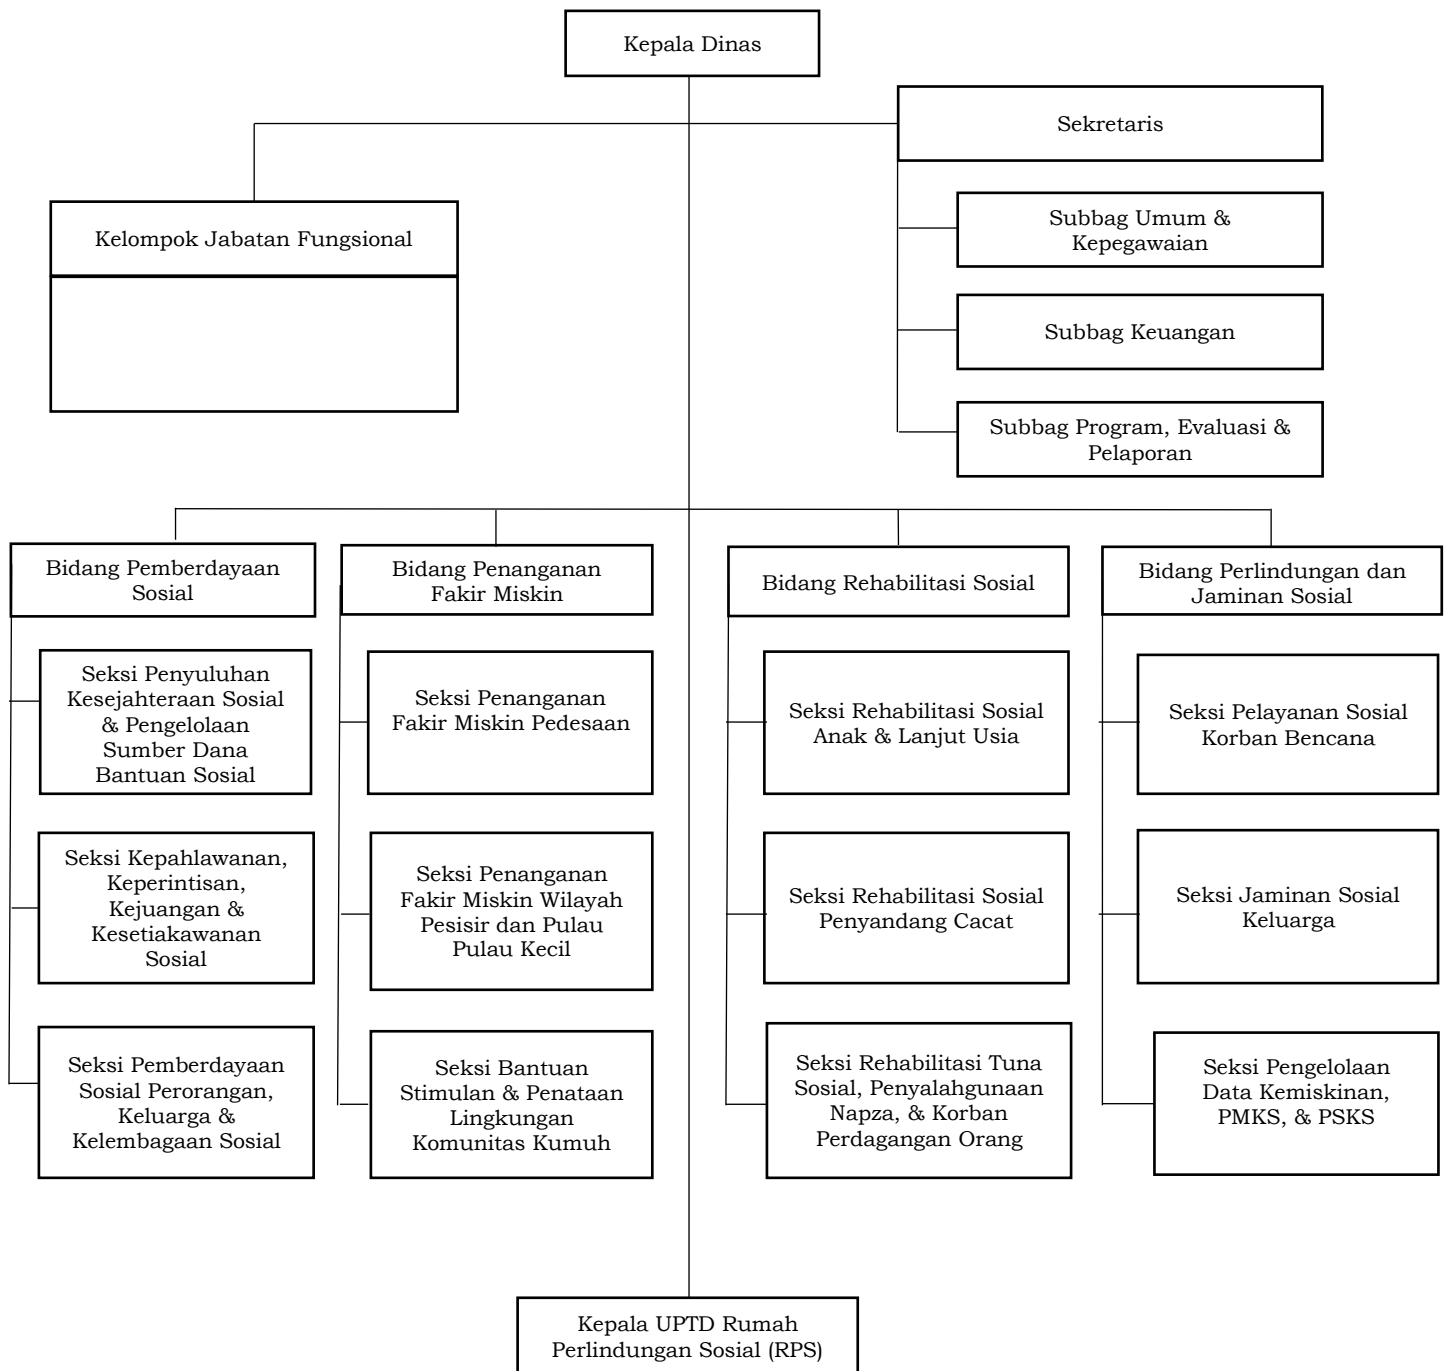 Kepala Dinas
Sekretaris
Kelompok Jabatan Fungsional
Subbag Umum &
Kepegawaian
Subbag Keuangan
Subbag Program, Evaluasi &
Pelaporan
Bidang Pemberdayaan
Sosial
Seksi Penyuluhan
Kesejahteraan Sosial
& Pengelolaan
Sumber Dana
Bantuan Sosial
Seksi Kepahlawanan,
Keperintisan,
Kejuangan &
Kesetiakawanan
Sosial
Seksi Pemberdayaan
Sosial Perorangan,
Keluarga &
Kelembagaan Sosial
Bidang Penanganan
Fakir Miskin
Seksi Penanganan
Fakir Miskin Pedesaan
Seksi Penanganan
Fakir Miskin Wilayah
Pesisir dan Pulau
Pulau Kecil
Seksi Bantuan
Stimulan & Penataan
Lingkungan
Komunitas Kumuh
Bidang Rehabilitasi Sosial
Seksi Rehabilitasi Sosial
Anak & Lanjut Usia
Seksi Rehabilitasi Sosial
Penyandang Cacat
Seksi Rehabilitasi Tuna
Sosial, Penyalahgunaan
Napza, & Korban
Perdagangan Orang
Bidang Perlindungan dan
Jaminan Sosial
Seksi Pelayanan Sosial
Korban Bencana
Seksi Jaminan Sosial
Keluarga
Seksi Pengelolaan
Data Kemiskinan,
PMKS, & PSKS
Kepala UPTD Rumah
Perlindungan Sosial (RPS)